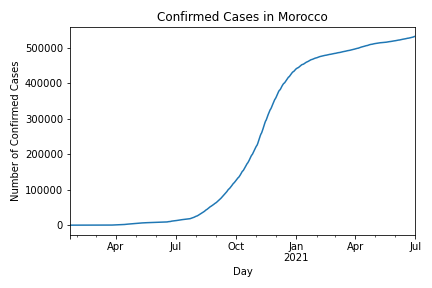 Confirmed Cases in Morocco
Number of Confirmed Cases
500000
400000
300000
200000
100000
0
Apr Jul Oct Jan Apr Jul
2021
Day